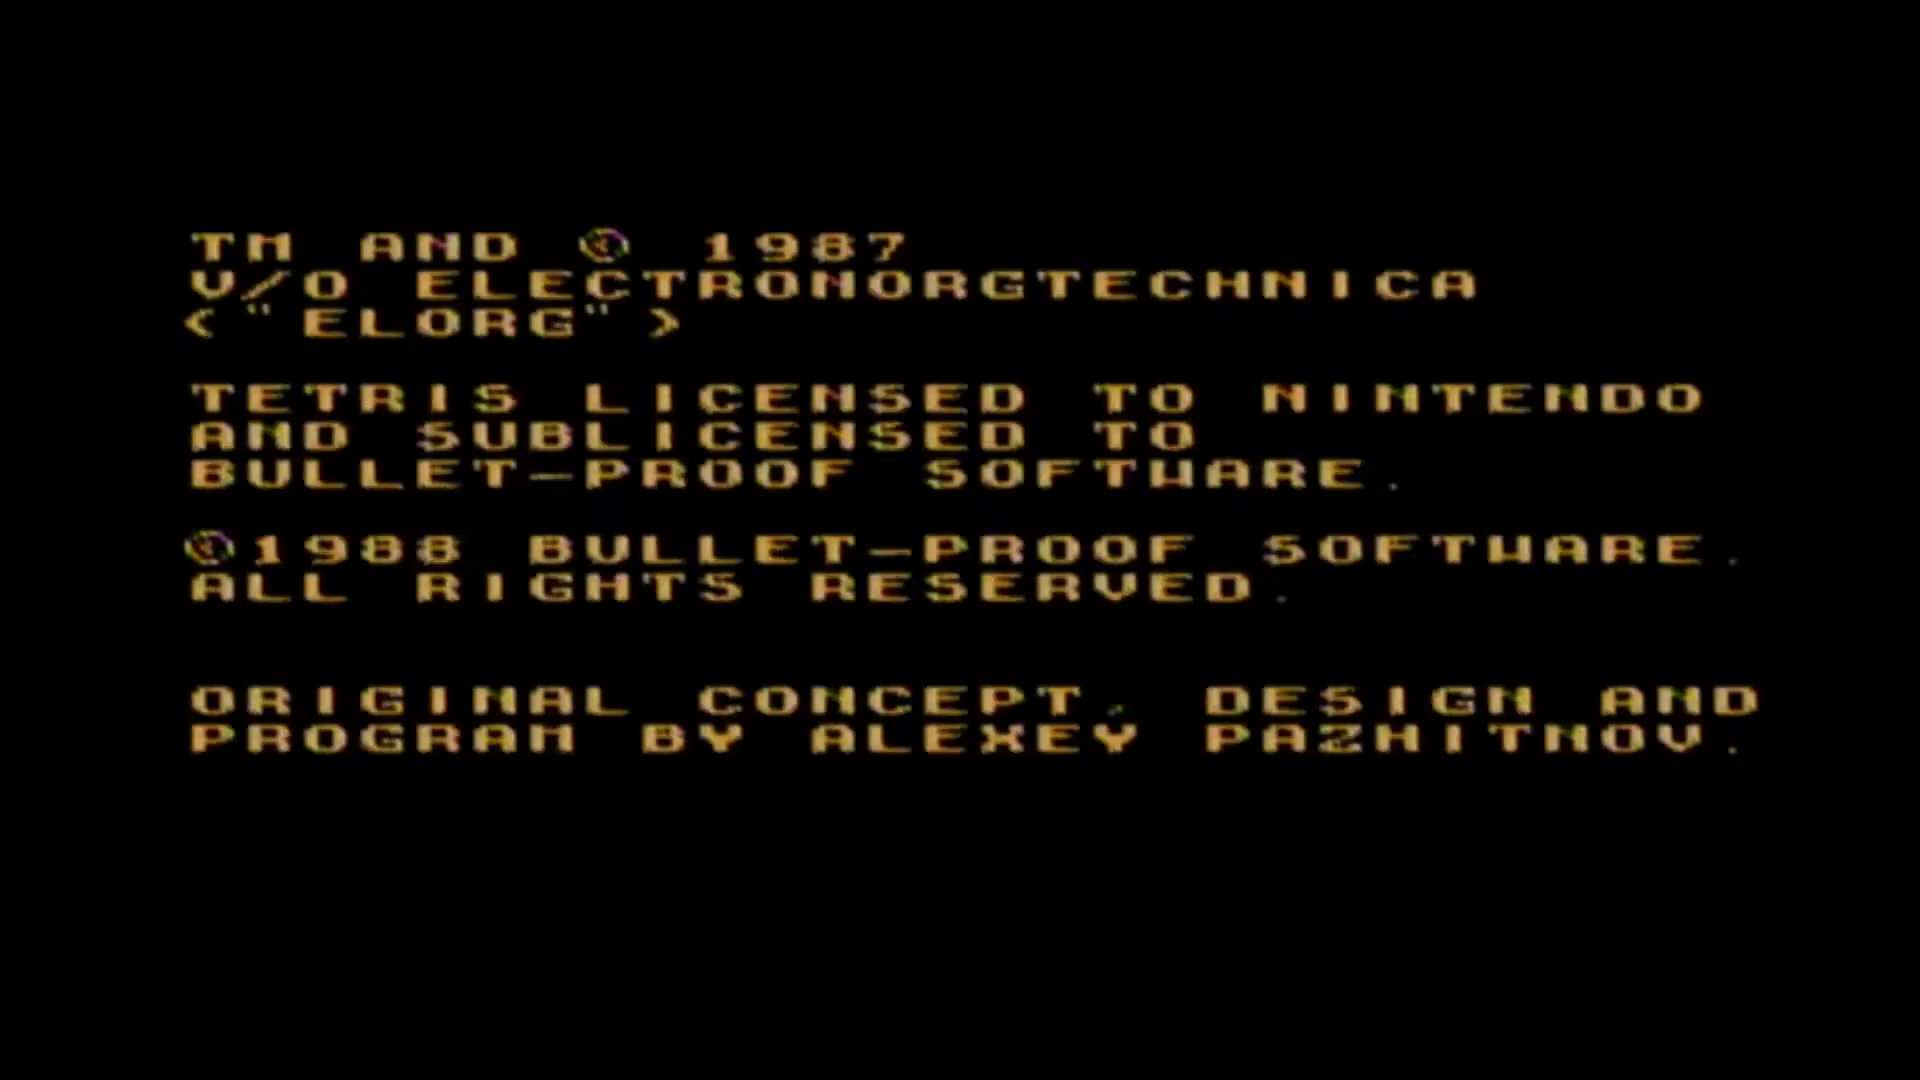 TM AND © 1987
V/O ELECTRONORGTECHNICA
< "ELORG" >
TETRIS LICENSED TO NINTENDO
AND SUBLICENSED TO
BULLET-PROOF SOFTWARE.
©1988 BULLET-PROOF SOFTWARE.
ALL RIGHTS RESERVED.
ORIGINAL CONCEPT, DESIGN AND
PROGRAM BY ALEXEY PAZHITNOV.